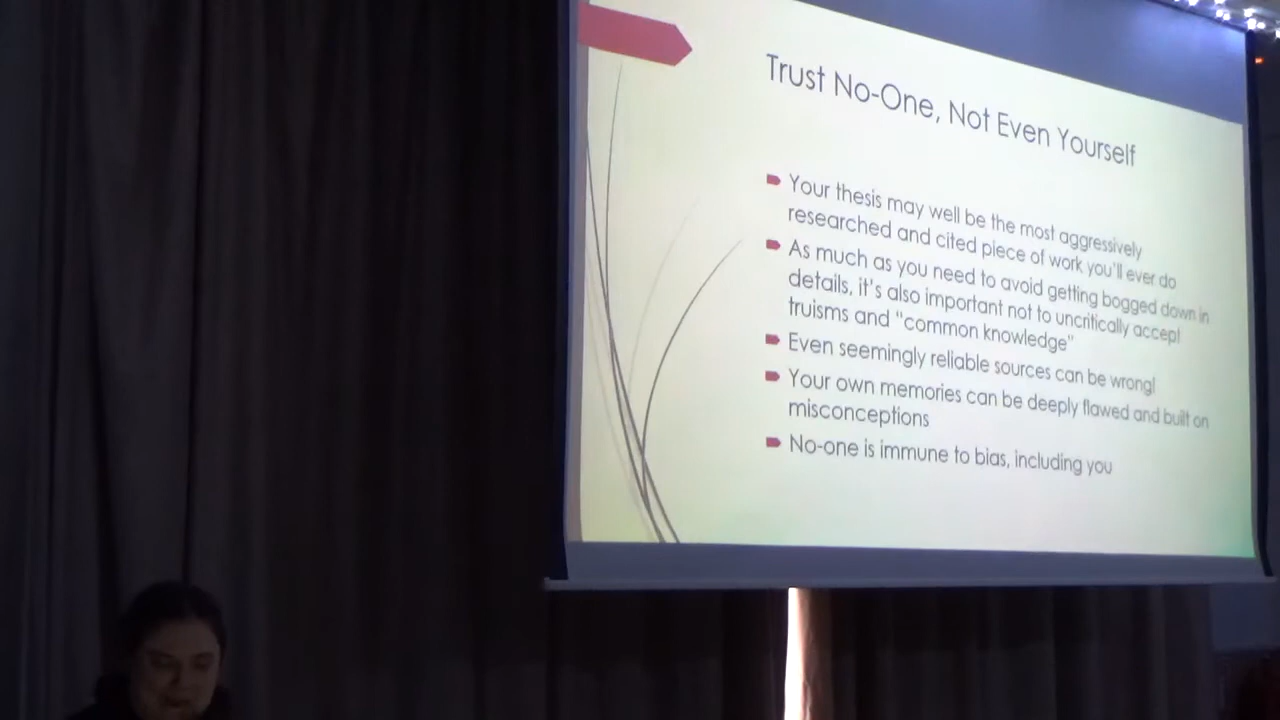 Trust No-One, Not Even Yourself
Your thesis may well be the most aggressively
researched and cited piece of work you'll ever do
As much as you need to avoid getting bogged down in
details, it's also important not to uncritically accept
truisms and "common knowledge"
Even seemingly reliable sources can be wrong!
Your own memories can be deeply flawed and built on
misconceptions
No-one is immune to bias, including you